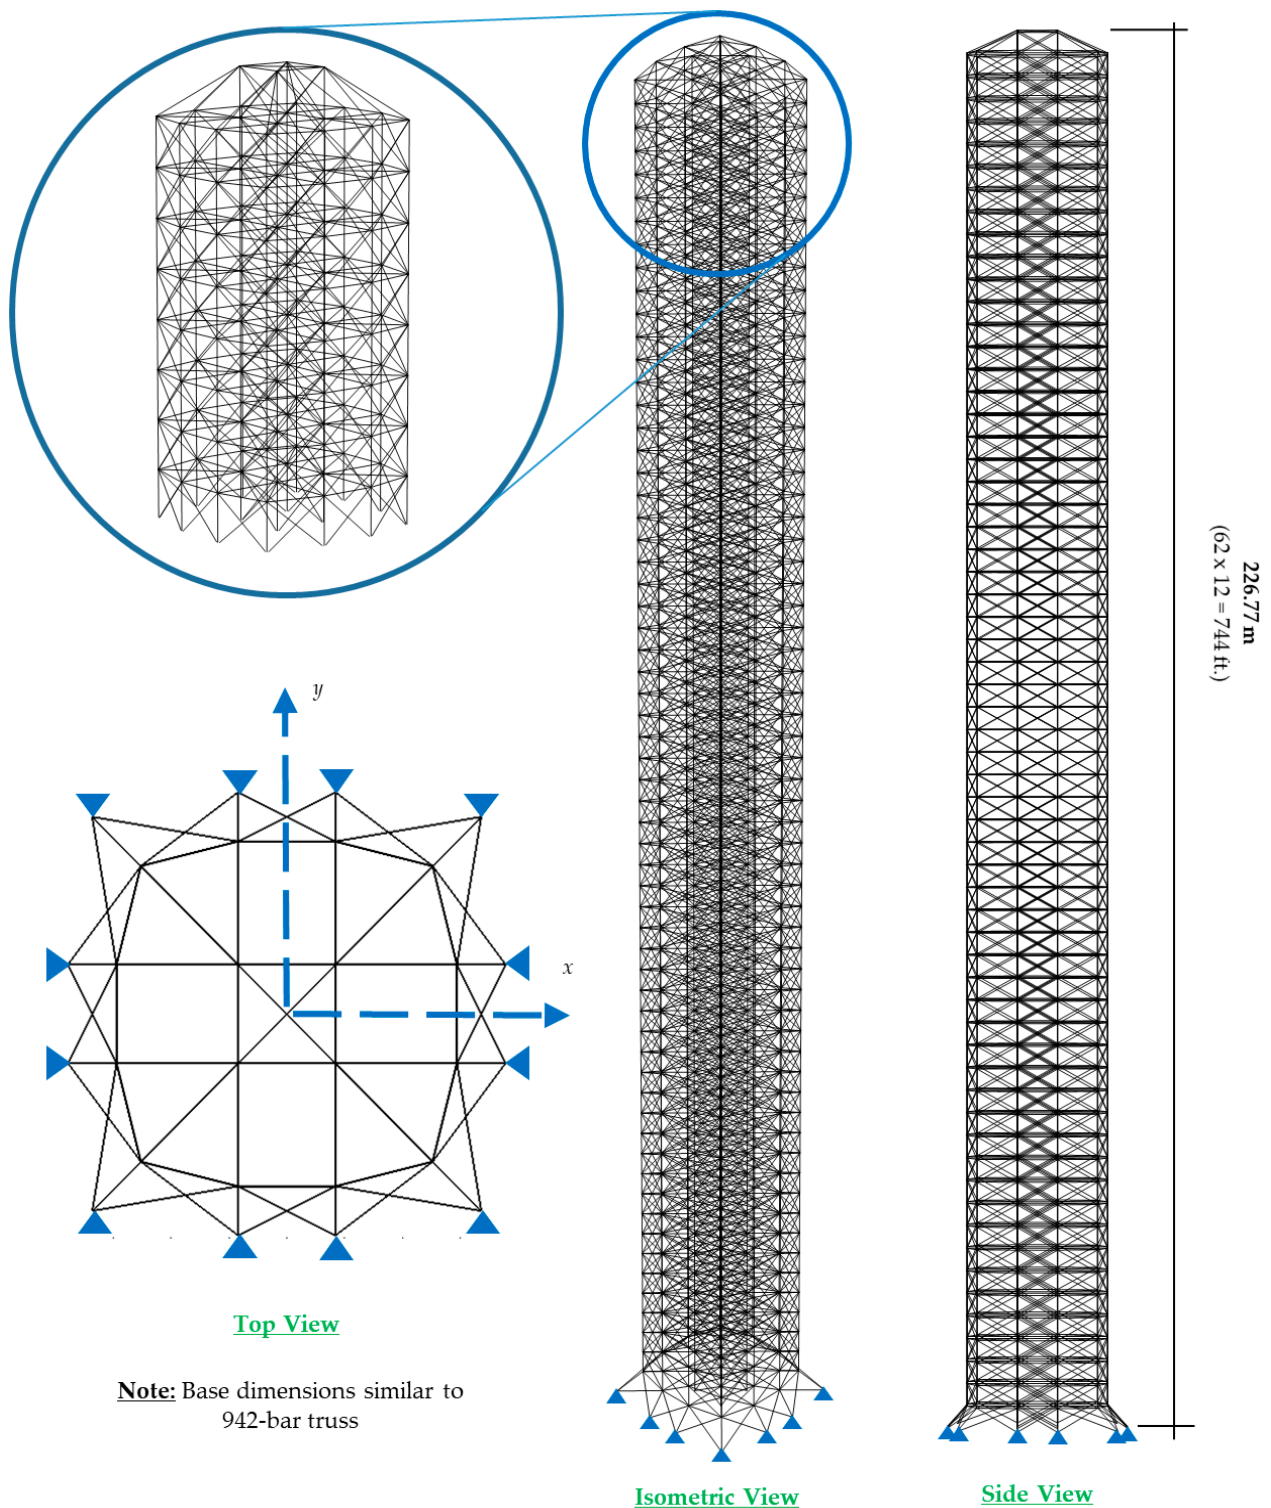 226.77 m
(62 x 12 = 744 ft.)
y
x
Top View
Note: Base dimensions similar to
942-bar truss
Isometric View
Side View